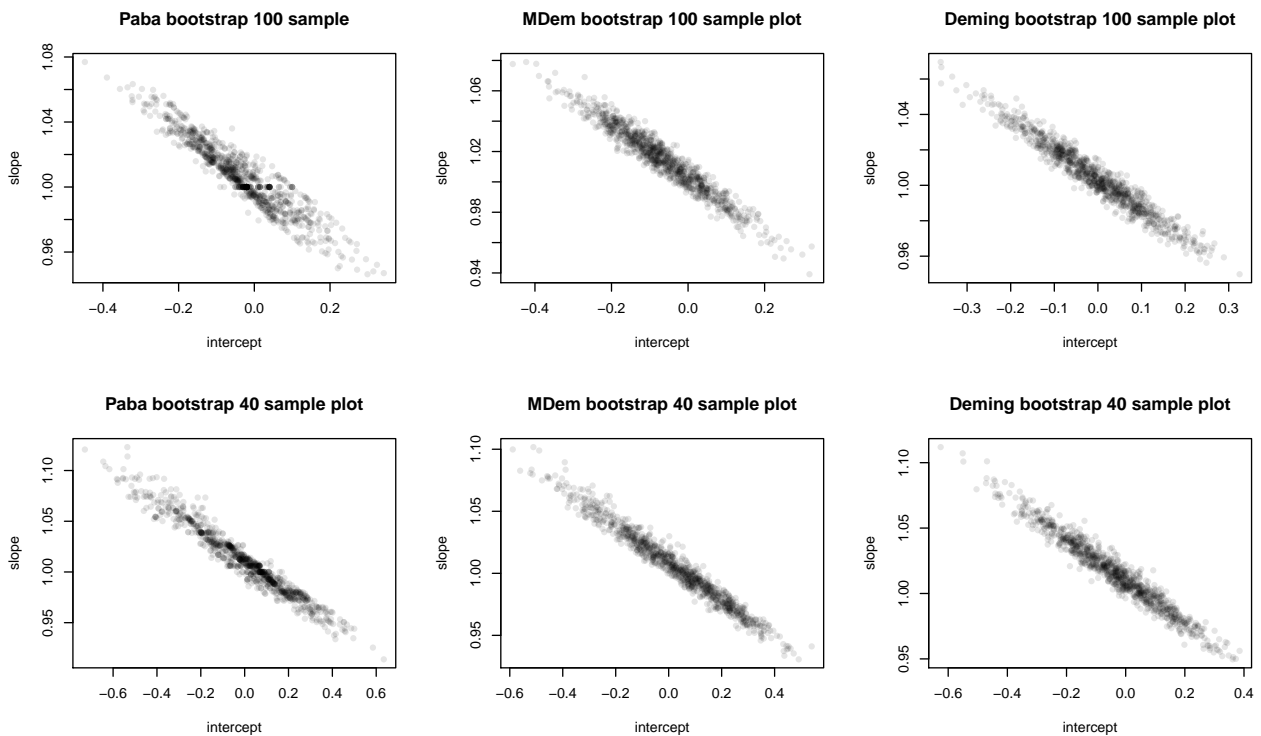 Paba bootstrap 100 sample
MDem bootstrap 100 sample plot
Deming bootstrap 100 sample plot
slope
0.96 1.00 1.04 1.08
−0.4 −0.2 0.0 0.2
intercept
slope
0.94 0.98 1.02 1.06
−0.4 −0.2 0.0 0.2
intercept
slope
0.96 1.00 1.04
−0.3 −0.2 −0.1 0.0 0.1 0.2 0.3
intercept
Paba bootstrap 40 sample plot
MDem bootstrap 40 sample plot
Deming bootstrap 40 sample plot
slope
0.95 1.00 1.05 1.10
−0.6 −0.4 −0.2 0.0 0.2 0.4 0.6
intercept
slope
0.95 1.00 1.05 1.10
−0.6 −0.4 −0.2 0.0 0.2 0.4
intercept
slope
0.95 1.00 1.05 1.10
−0.6 −0.4 −0.2 0.0 0.2 0.4
intercept